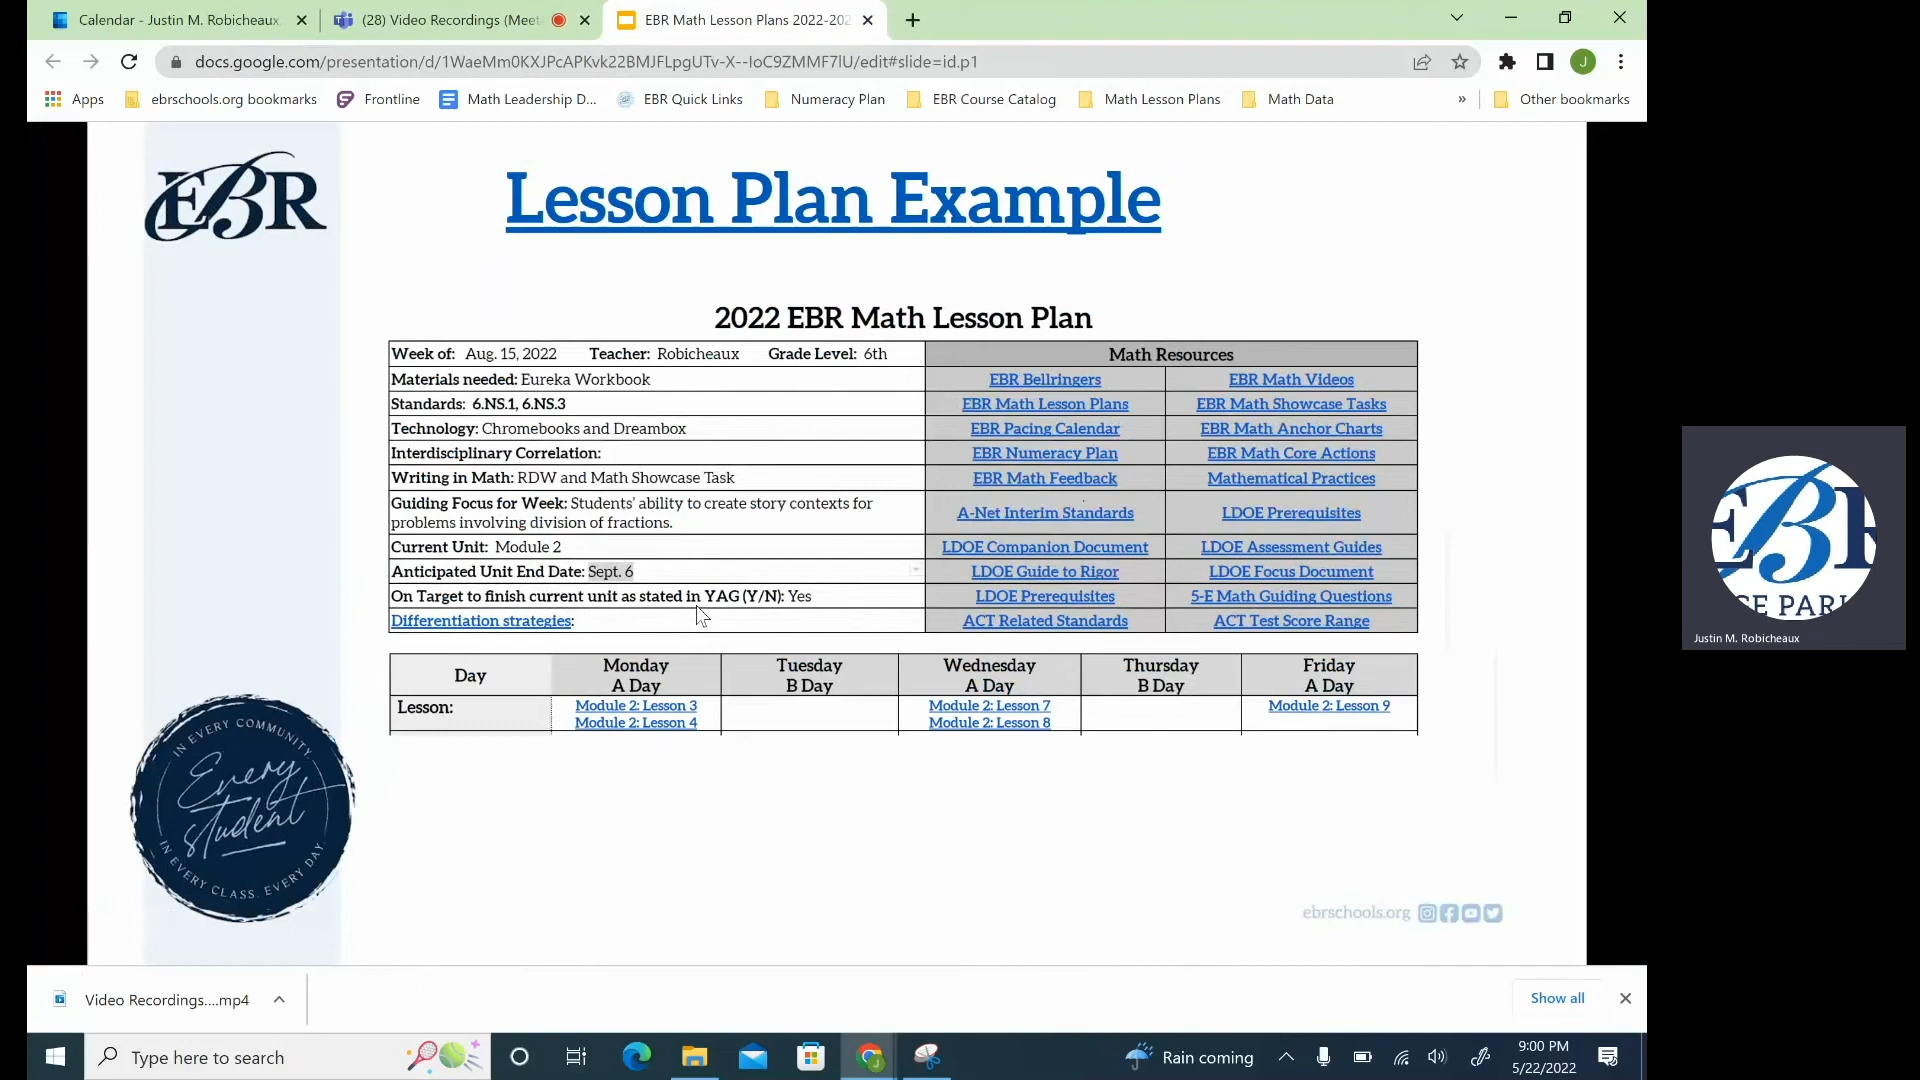 Calendar - Justin M. Robicheaux,
(28) Video Recordings (Meet
EBR Math Lesson Plans 2022-202
docs.google.com/presentation/d/1WaeMm0KXJPcAPKvk22BMJFLpgUTv-X--IoC9ZMMF7lU/edit#slide=id.p1
J
Apps
ebrschools.org bookmarks
Frontline
Math Leadership D...
EBR Quick Links
Numeracy Plan
EBR Course Catalog
Math Lesson Plans
Math Data
»
Other bookmarks
EBR
Lesson Plan Example
2022 EBR Math Lesson Plan
Week of: Aug. 15, 2022 Teacher: Robicheaux Grade Level: 6th
Math Resources
Materials needed: Eureka Workbook
EBR Bellringers
EBR Math Videos
Standards: 6.NS.1, 6.NS.3
EBR Math Lesson Plans
EBR Math Showcase Tasks
Technology: Chromebooks and Dreambox
EBR Pacing Calendar
EBR Math Anchor Charts
Interdisciplinary Correlation:
EBR Numeracy Plan
EBR Math Core Actions
Writing in Math: RDW and Math Showcase Task
EBR Math Feedback
Mathematical Practices
Guiding Focus for Week: Students' ability to create story contexts for
problems involving division of fractions.
A-Net Interim Standards
LDOE Prerequisites
Current Unit: Module 2
LDOE Companion Document
LDOE Assessment Guides
Anticipated Unit End Date: Sept. 6
LDOE Guide to Rigor
LDOE Focus Document
On Target to finish current unit as stated in YAG (Y/N): Yes
LDOE Prerequisites
5-E Math Guiding Questions
Differentiation strategies:
ACT Related Standards
ACT Test Score Range
Day
Monday
A Day
Tuesday
B Day
Wednesday
A Day
Thursday
B Day
Friday
A Day
Lesson:
Module 2: Lesson 3
Module 2: Lesson 4
Module 2: Lesson 7
Module 2: Lesson 8
Module 2: Lesson 9
IN EVERY COMMUNITY,
Every
student
IN EVERY CLASS. EVERY DAY.
ebrschools.org
EBR
SE PARI
Justin M. Robicheaux
Video Recordings....mp4
Show all
Type here to search
Rain coming
9:00 PM
5/22/2022